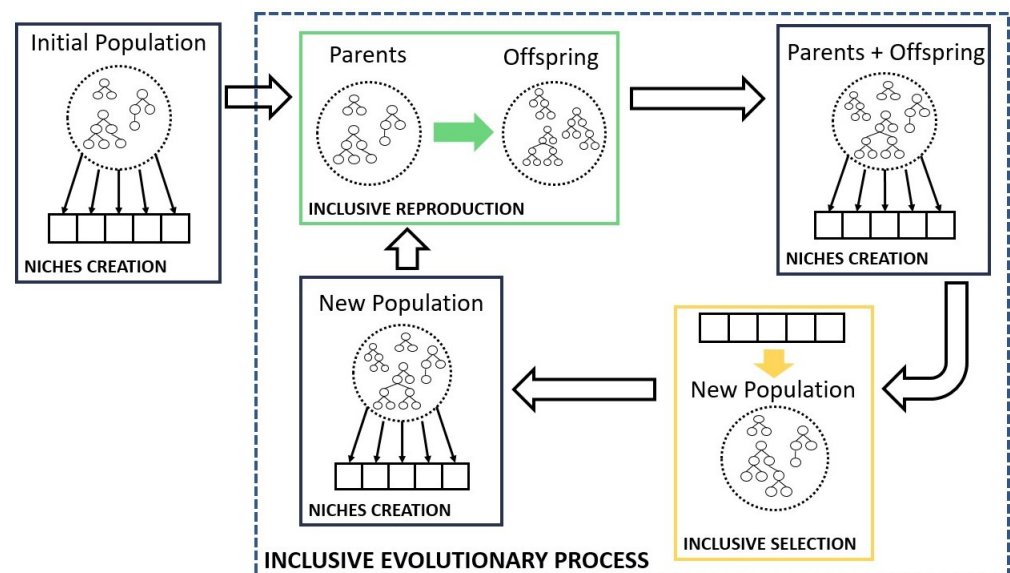 Initial Population
NICHES CREATION
Parents
Offspring
INCLUSIVE REPRODUCTION
Parents + Offspring
NICHES CREATION
New Population
INCLUSIVE SELECTION
New Population
NICHES CREATION
INCLUSIVE EVOLUTIONARY PROCESS